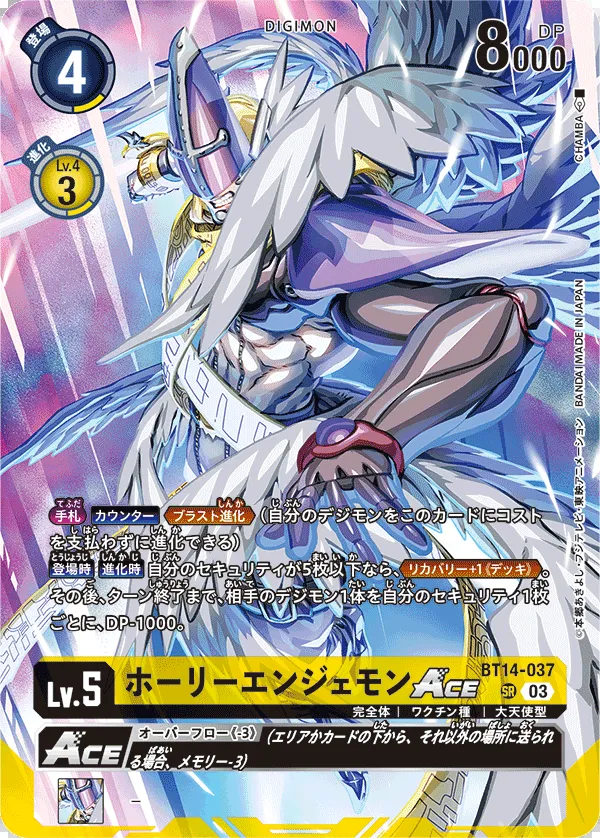 DIGIMON
登場
4
DP
8000
進化
Lv.4
3
CHAMBA
©本郷あきよし・フジテレビ・東映アニメーション BANDAI MADE IN JAPAN
手札 カウンター ブラスト進化 (自分のデジモンをこのカードにコスト
を支払わずに進化できる)
登場時 進化時 自分のセキュリティが5枚以下なら、リカバリー+1《デッキ》。
その後、ターン終了まで、相手のデジモン1体を自分のセキュリティ1枚
ごとに、DP-1000。
Lv.5 ホーリーエンジェモンACE BT14-037
SR 03
完全体 | ワクチン種 | 大天使型
ACE オーバーフロー《-3》 (エリアかカードの下から、それ以外の場所に送られ
る場合、メモリー-3)
-